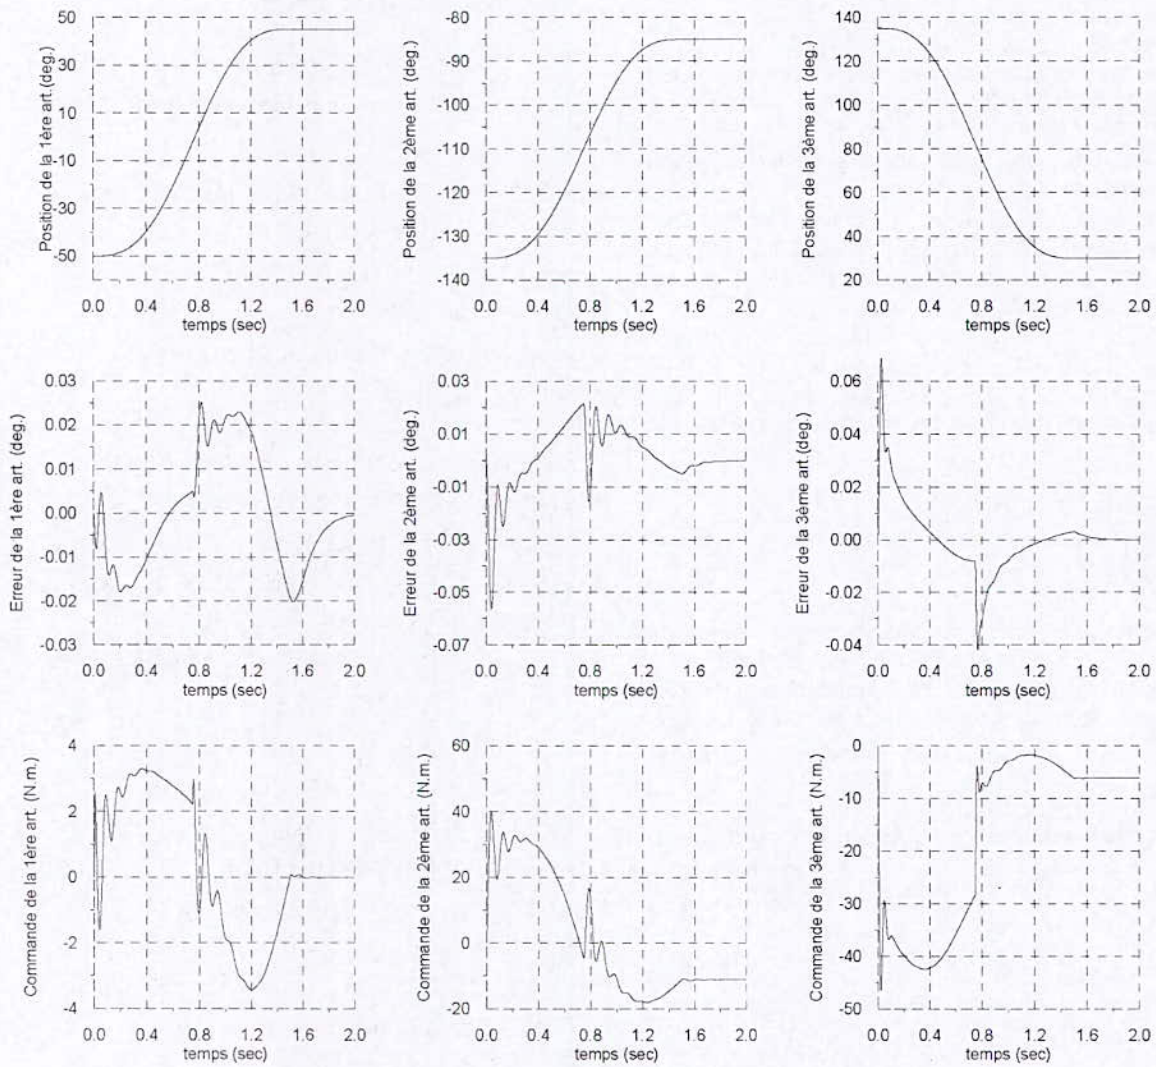 Position de la 1ère art.(deg.)
50
30
10
-10
-30
-50
0.0 0.4 0.8 1.2 1.6 2.0
temps (sec)
Position de la 2ème art. (deg.)
-80
-90
-100
-110
-120
-130
-140
0.0 0.4 0.8 1.2 1.6 2.0
temps (sec)
Position de la 3ème art. (deg.)
140
120
100
80
60
40
20
0.0 0.4 0.8 1.2 1.6 2.0
temps (sec)
Erreur de la 1ère art. (deg.)
0.03
0.02
0.01
0.00
-0.01
-0.02
-0.03
0.0 0.4 0.8 1.2 1.6 2.0
temps (sec)
Erreur de la 2ème art. (deg.)
0.03
0.01
-0.01
-0.03
-0.05
-0.07
0.0 0.4 0.8 1.2 1.6 2.0
temps (sec)
Erreur de la 3ème art.(deg.)
0.06
0.04
0.02
0.00
-0.02
-0.04
0.0 0.4 0.8 1.2 1.6 2.0
temps (sec)
Commande de la 1ère art. (N.m.)
4
2
0
-2
-4
0.0 0.4 0.8 1.2 1.6 2.0
temps (sec)
Commande de la 2ème art. (N.m.)
60
40
20
0
-20
0.0 0.4 0.8 1.2 1.6 2.0
temps (sec)
Commande de la 3ème art. (N.m.)
0
-10
-20
-30
-40
-50
0.0 0.4 0.8 1.2 1.6 2.0
temps (sec)